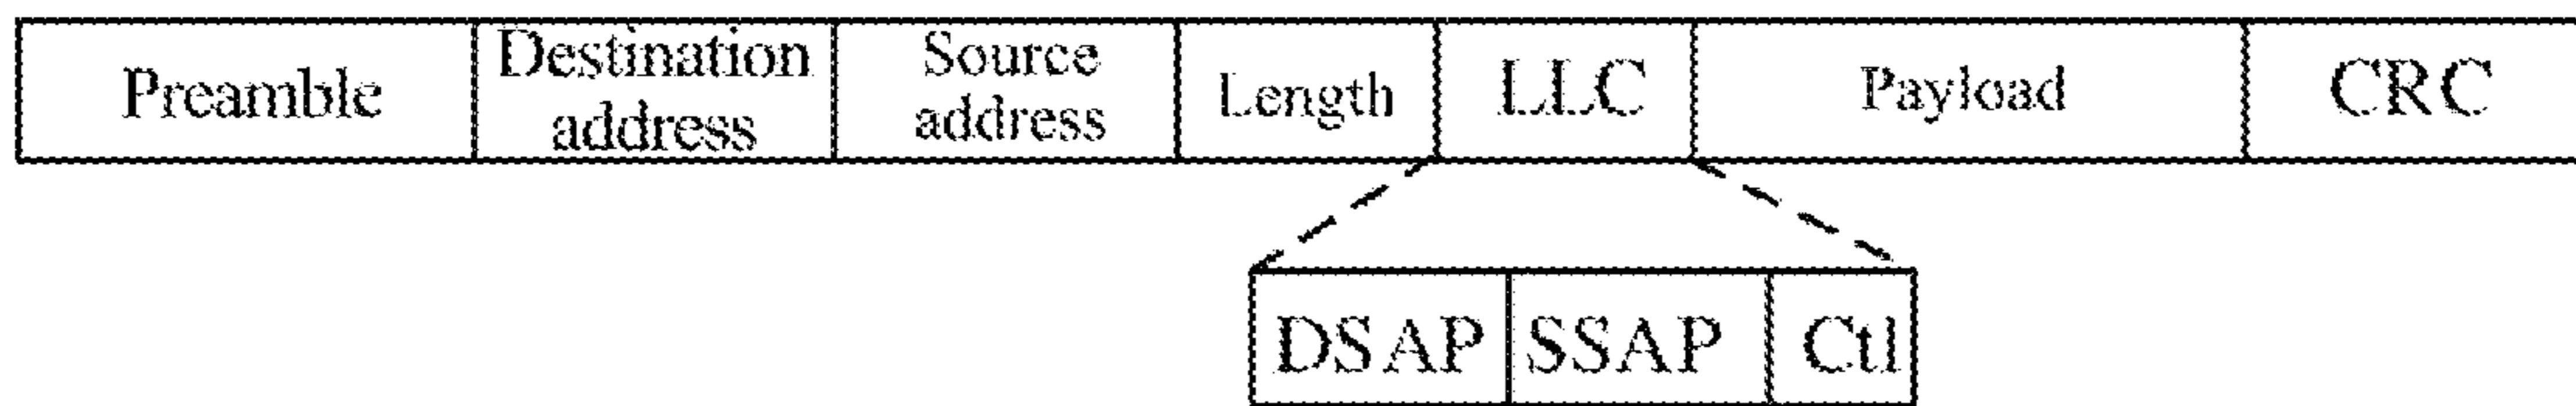 Preamble
Destination
address
Source
address
Length
LLC
Payload
CRC
DSAP
SSAP
Ctl